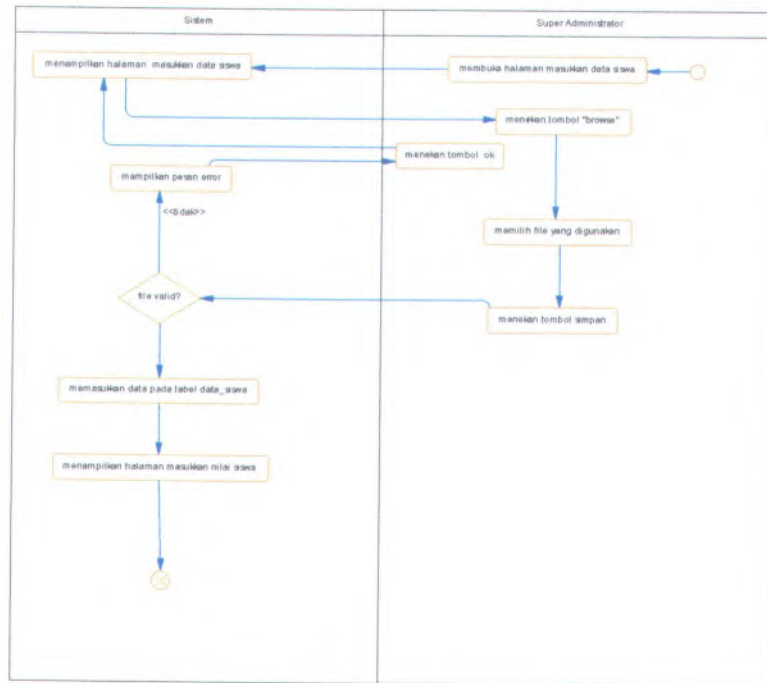 Sistem
Super Administrator
menampilkan halaman masukkan data siswa
membuka halaman masukkan data siswa
menekan tombol "browse"
menekan tombol ok
mampilkan pesan error
<<tidak>>
memilih file yang digunakan
file valid?
menekan tombol simpan
memasukkan data pada tabel data_siswa
menampilkan halaman masukkan nilai siswa